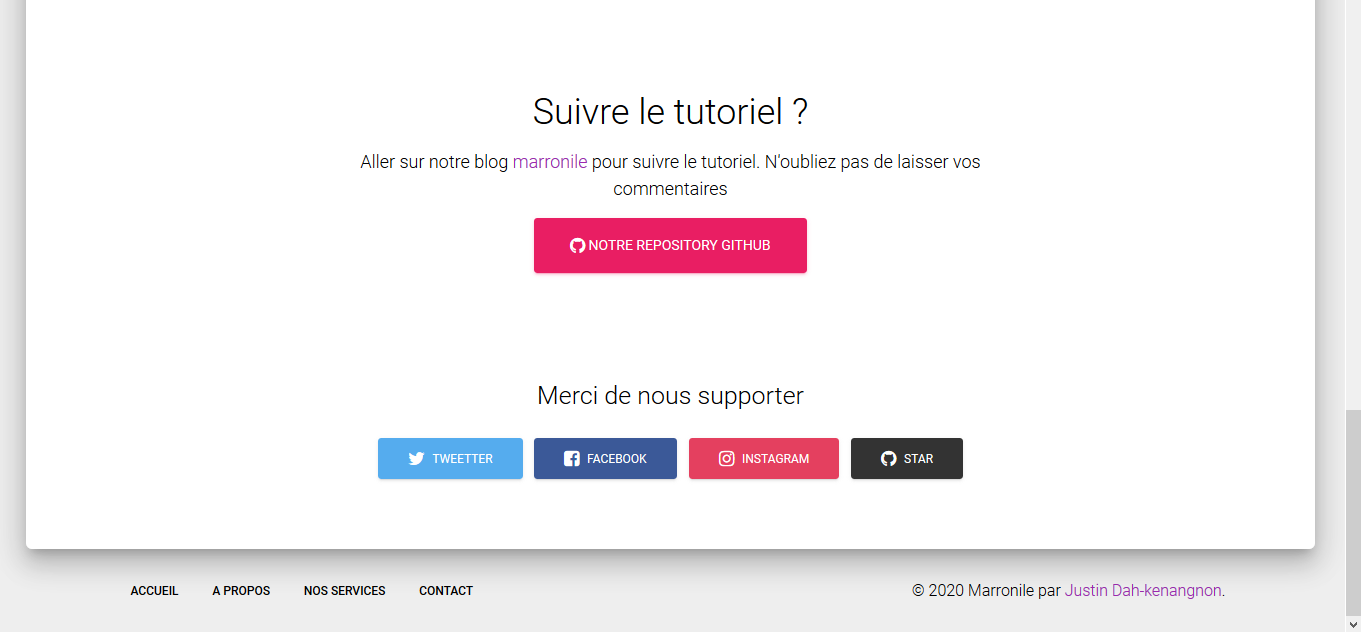 Suivre le tutoriel ?
Aller sur notre blog marronile pour suivre le tutoriel. N'oubliez pas de laisser vos
commentaires
NOTRE REPOSITORY GITHUB
Merci de nous supporter
TWEETTER
FACEBOOK
INSTAGRAM
STAR
ACCUEIL
A PROPOS
NOS SERVICES
CONTACT
© 2020 Marronile par Justin Dah-kenangnon.